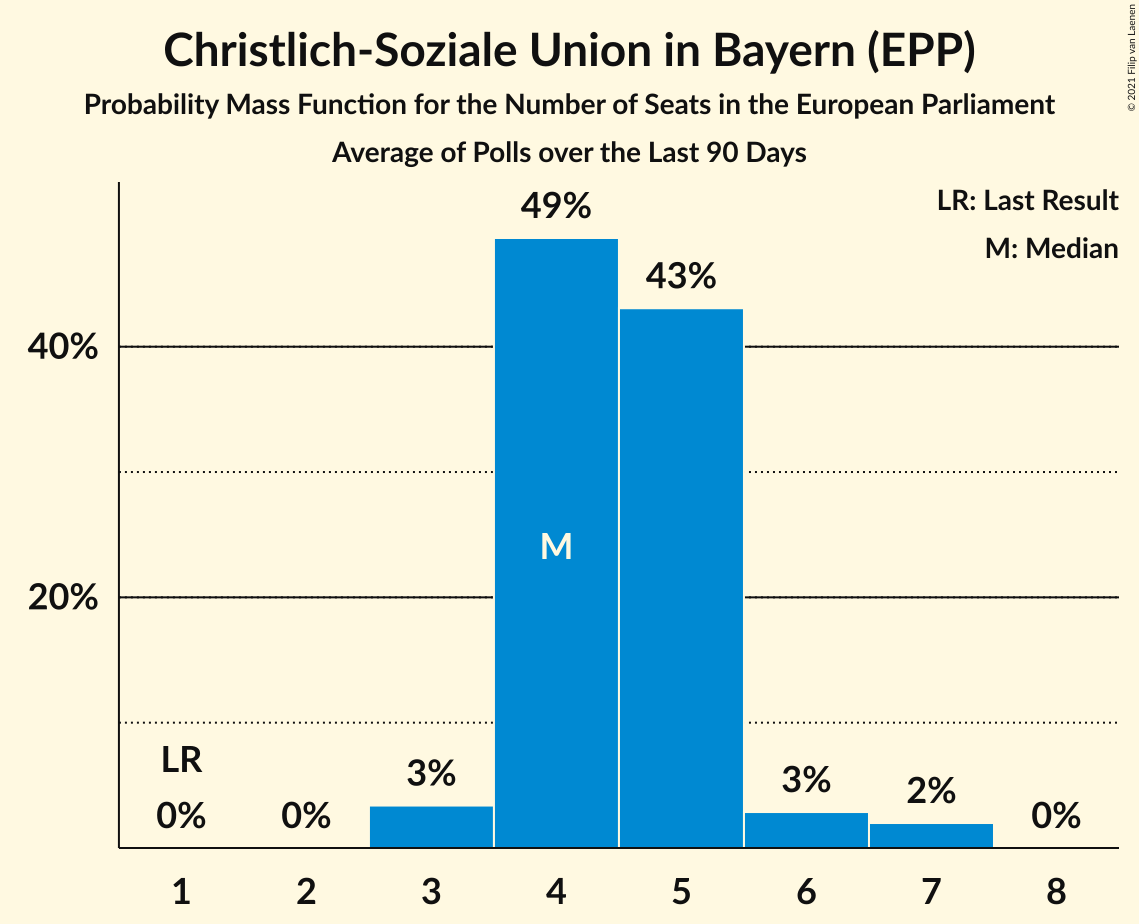 Christlich-Soziale Union in Bayern (EPP)
Probability Mass Function for the Number of Seats in the European Parliament
Average of Polls over the Last 90 Days
© 2021 Filip van Laenen
LR: Last Result
M: Median
49%
43%
40%
M
20%
LR
0%
0%
3%
3%
2%
0%
1 2 3 4 5 6 7 8